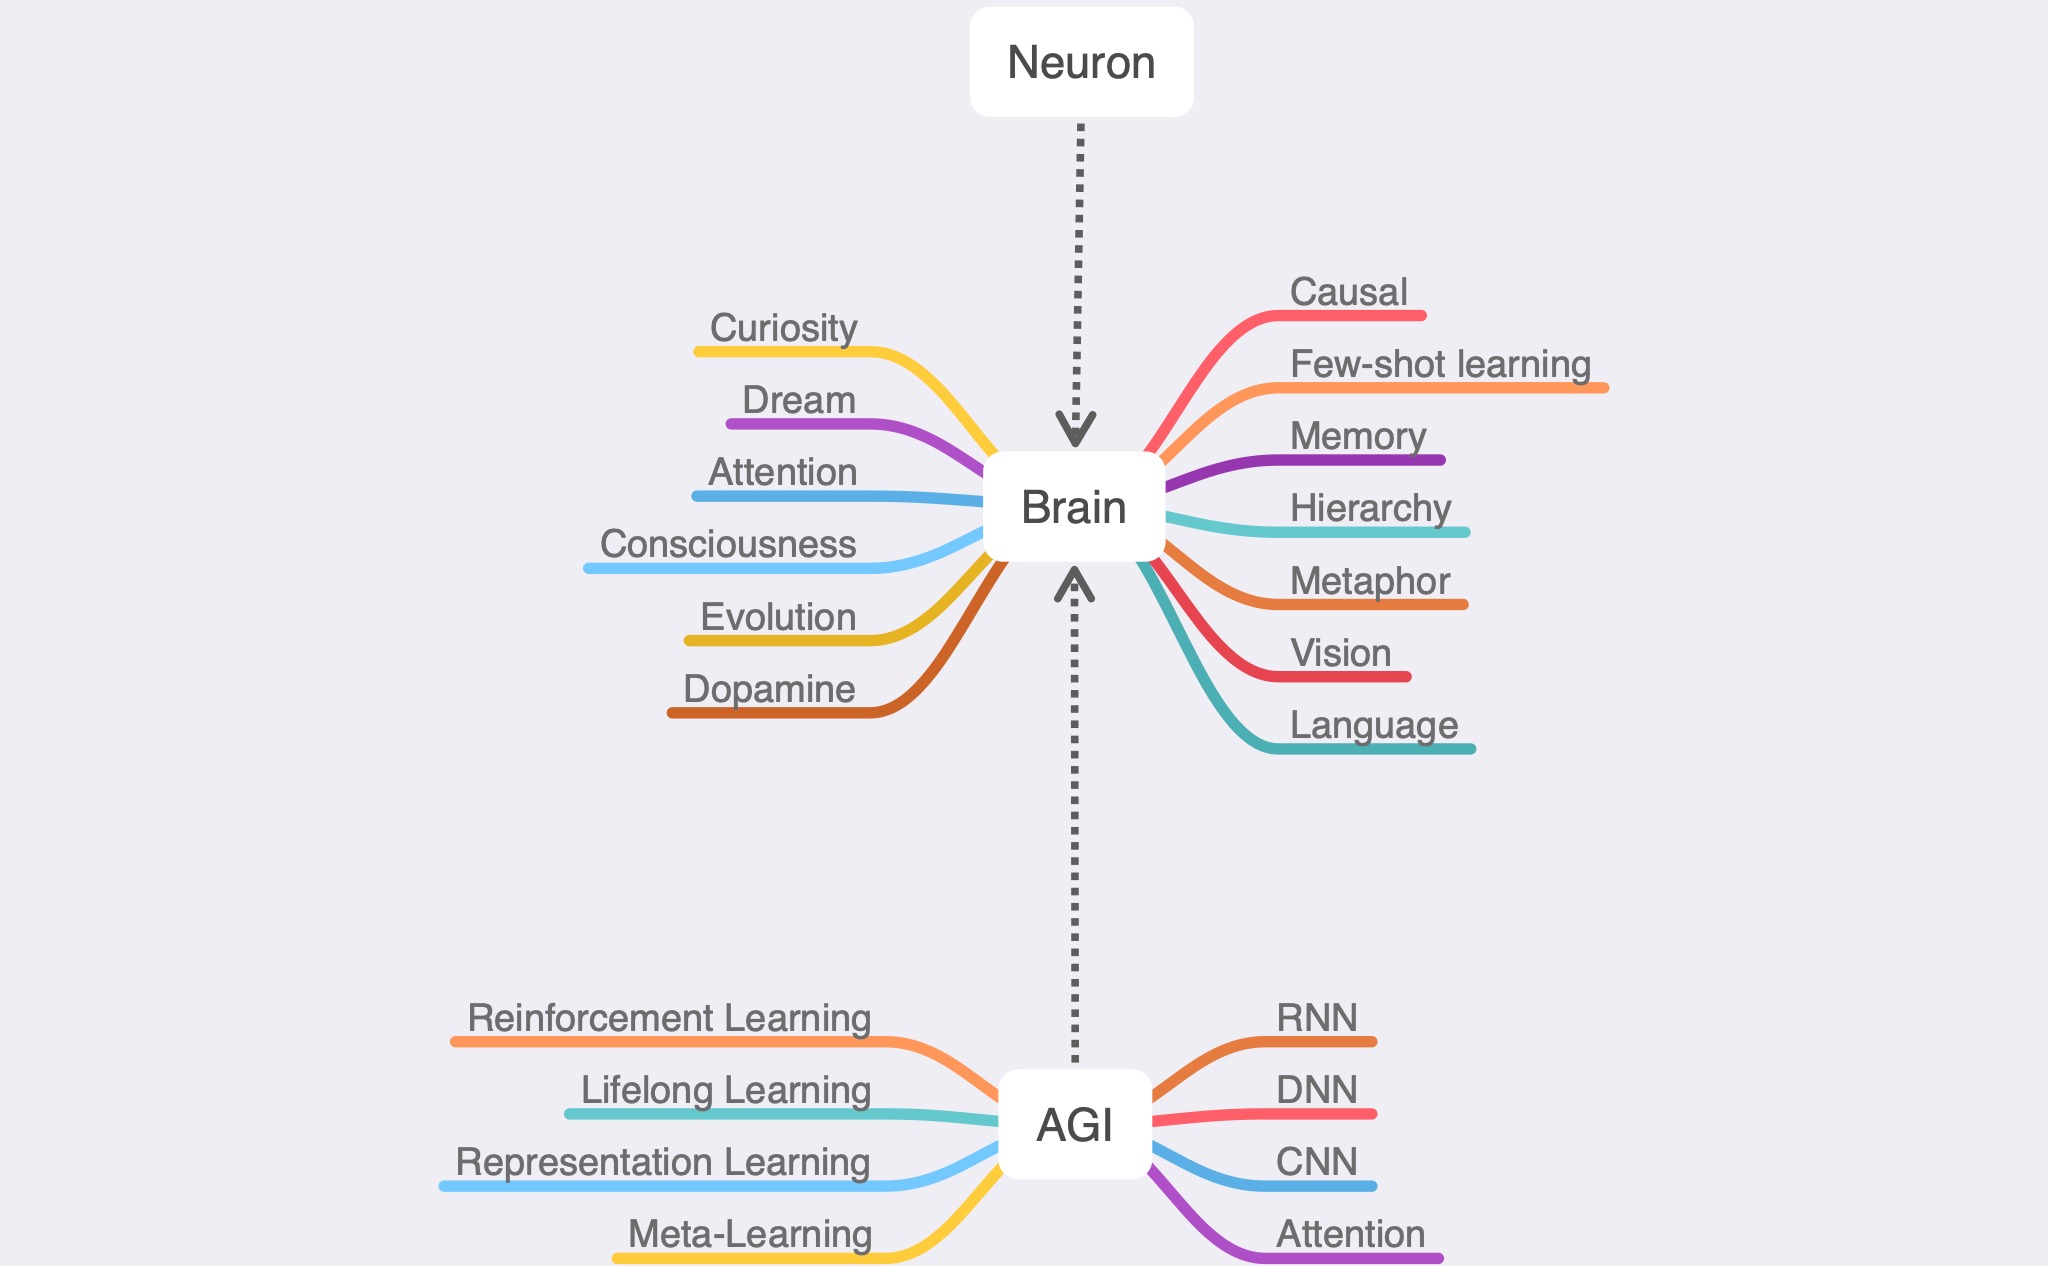 Neuron
Curiosity
Dream
Attention
Consciousness
Evolution
Dopamine
Brain
Causal
Few-shot learning
Memory
Hierarchy
Metaphor
Vision
Language
Reinforcement Learning
Lifelong Learning
Representation Learning
Meta-Learning
AGI
RNN
DNN
CNN
Attention